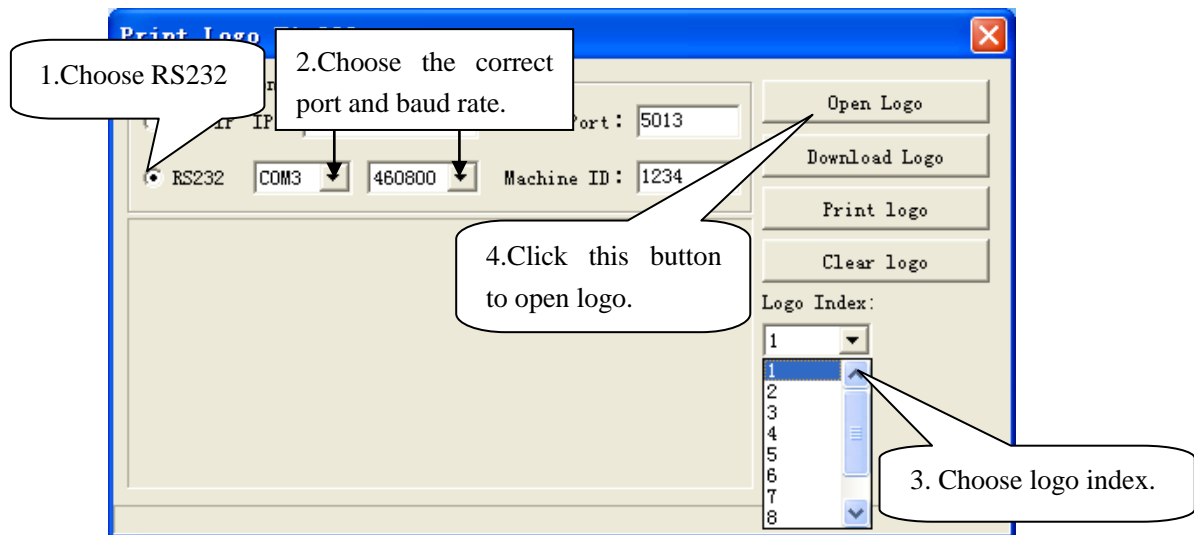 Print Logo
1.Choose RS232
2.Choose the correct
port and baud rate.
IP
Port: 5013
RS232 COM3 460800 Machine ID: 1234
Open Logo
Download Logo
Print logo
Clear logo
4.Click this button
to open logo.
Logo Index:
1
1
2
3
4
5
6
7
8
3. Choose logo index.